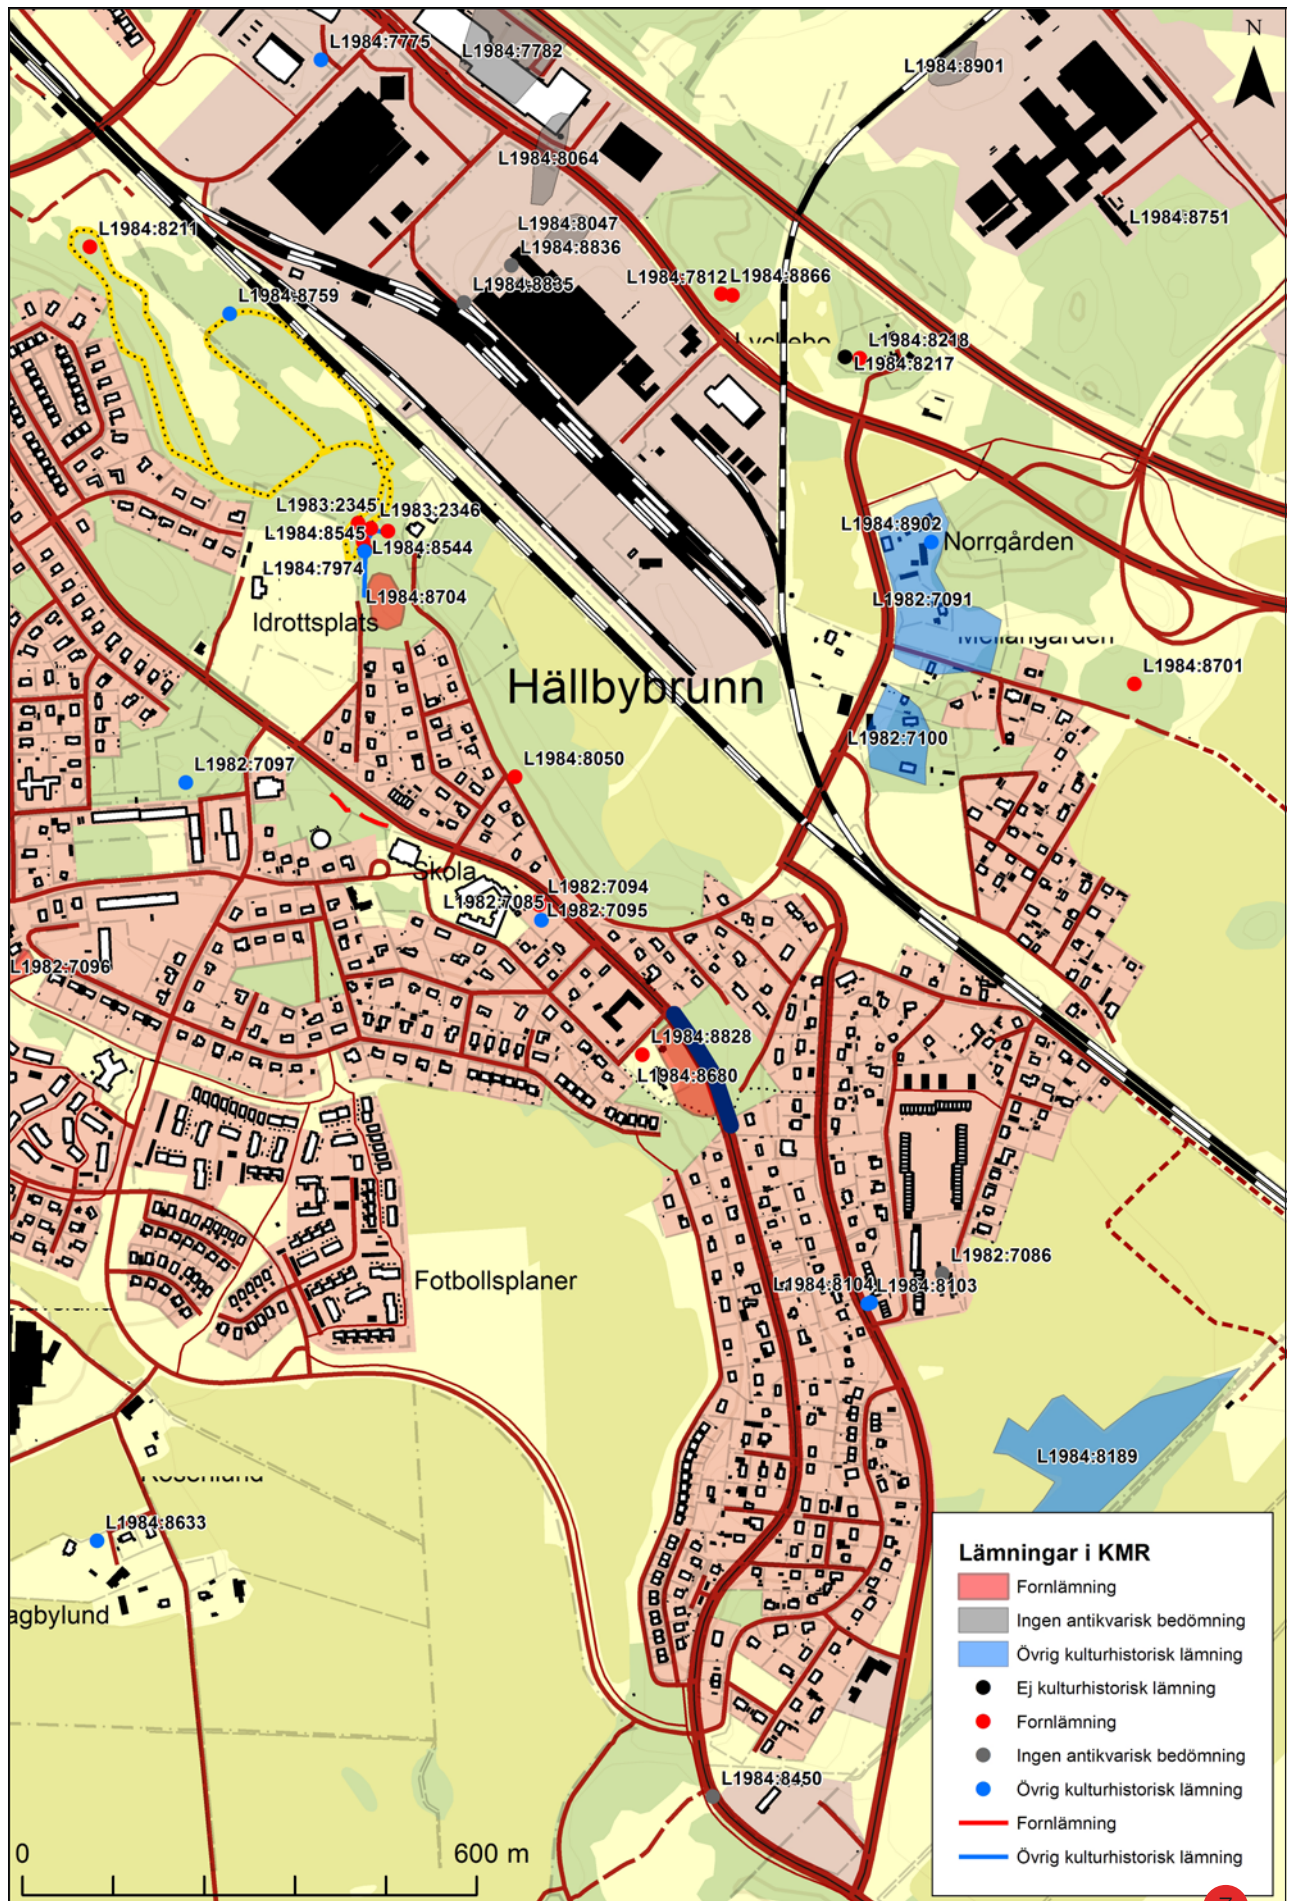 L1984:7775
L1984:7782
L1984:8901
N
L1984:8064
L1984:8751
L1984:8211
L1984:8047
L1984:8836
L1984:8835
L1984:7812
L1984:8866
L1984:8759
Lyckebo
L1984:8218
L1984:8217
L1983:2345
L1983:2346
L1984:8545
L1984:8544
L1984:7974
L1984:8704
Idrottsplats
L1984:8902
Norrgården
L1982:7091
Mellangården
L1984:8701
Hällbybrunn
L1982:7100
L1982:7097
L1984:8050
Skola
L1982:7094
L1982:7085
L1982:7095
L1982:7096
L1984:8828
L1984:8680
L1982:7086
L1984:8104
L1984:8103
Fotbollsplaner
L1984:8189
Rosenlund
L1984:8633
agbylund
L1984:8450
Lämningar i KMR
Fornlämning
Ingen antikvarisk bedömning
Övrig kulturhistorisk lämning
Ej kulturhistorisk lämning
Fornlämning
Ingen antikvarisk bedömning
Övrig kulturhistorisk lämning
Fornlämning
Övrig kulturhistorisk lämning
0
600 m
7